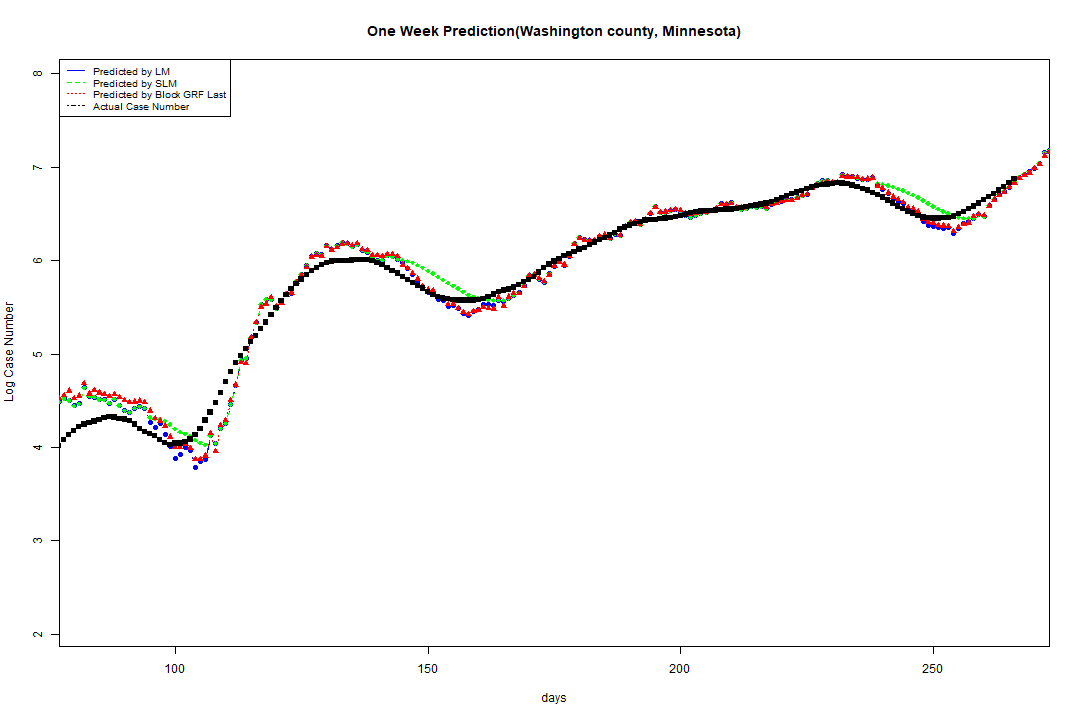 One Week Prediction(Washington county, Minnesota)
Predicted by LM
Predicted by SLM
Predicted by Block GRF Last
Actual Case Number
8
7
6
5
4
3
2
Log Case Number
100 150 200 250
days